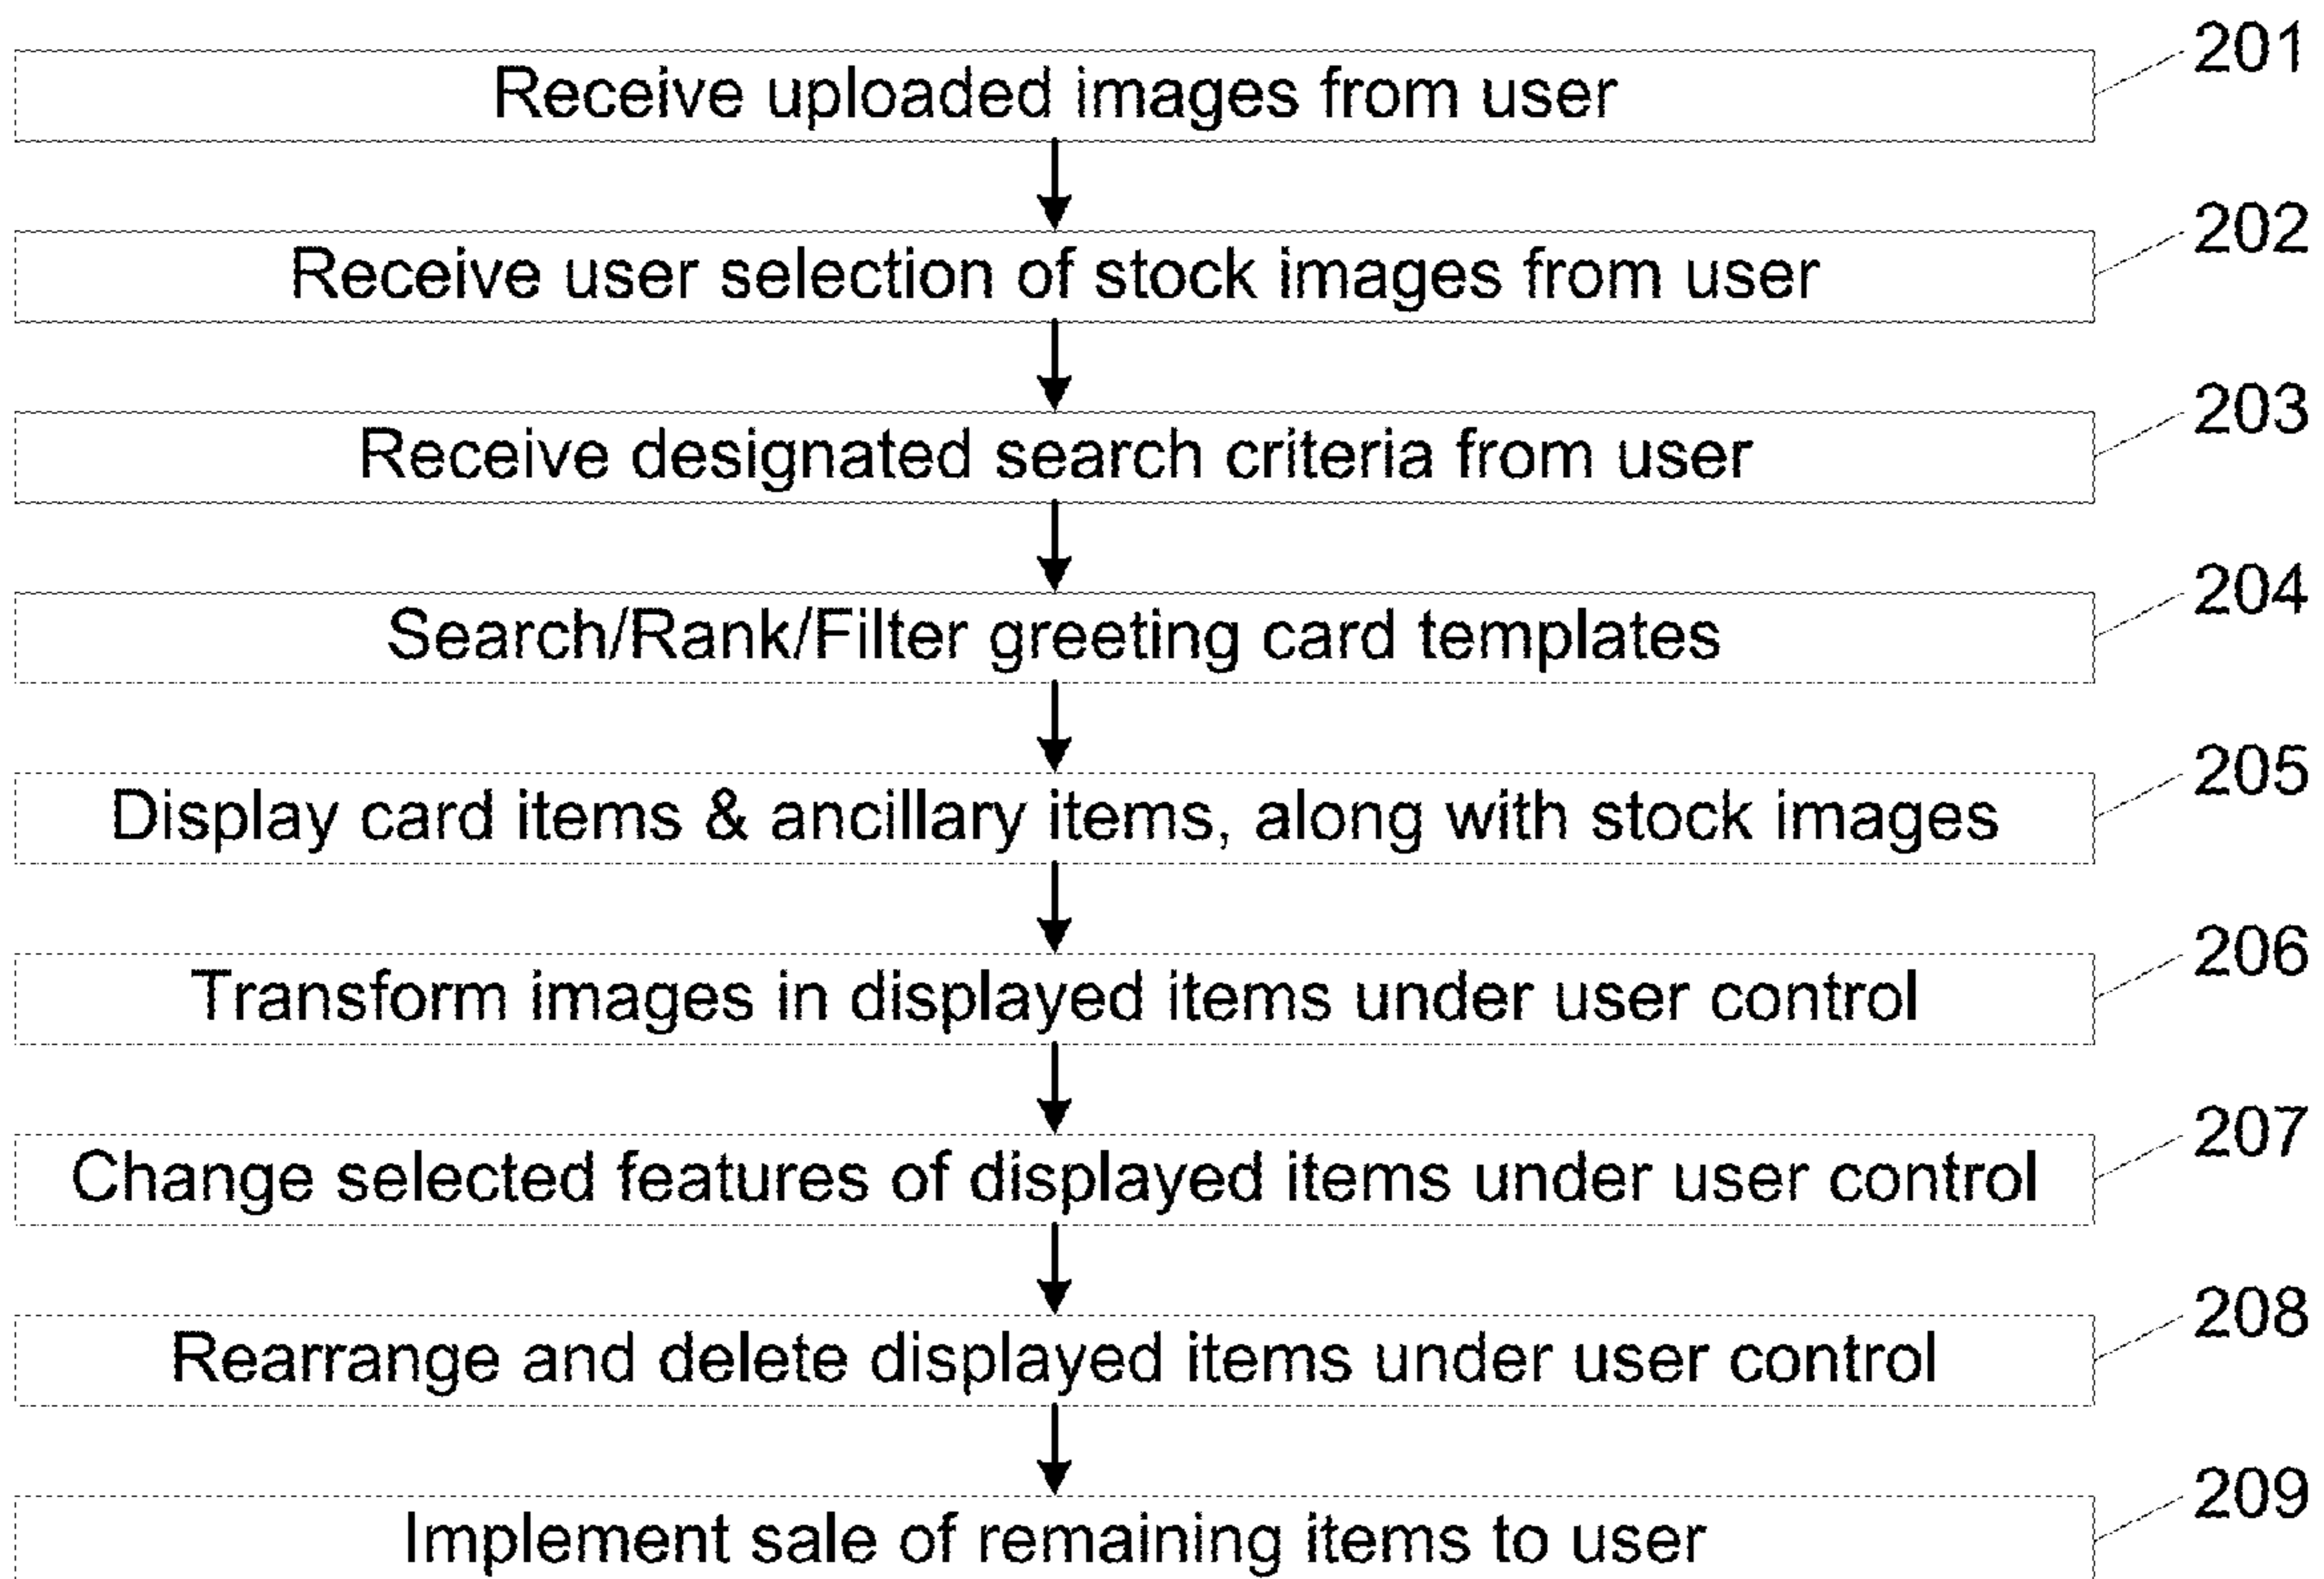 201
Receive uploaded images from user
202
Receive user selection of stock images from user
203
Receive designated search criteria from user
204
Search/Rank/Filter greeting card templates
205
Display card items & ancillary items, along with stock images
206
Transform images in displayed items under user control
207
Change selected features of displayed items under user control
208
Rearrange and delete displayed items under user control
209
Implement sale of remaining items to user